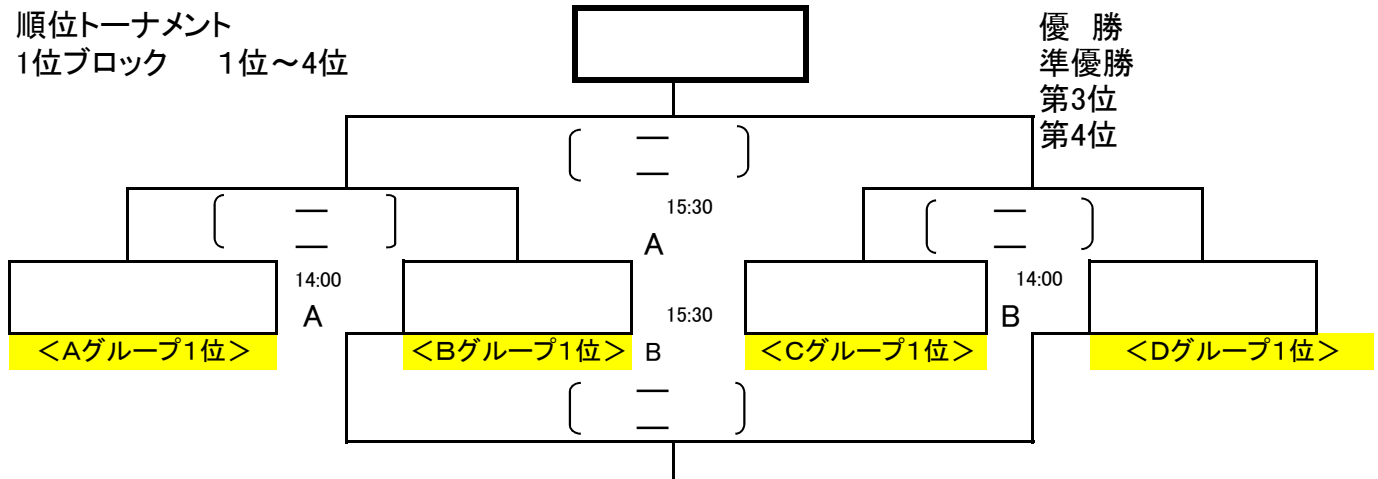 順位トーナメント
1位ブロック　　１位～4位
優　勝
準優勝
第3位
第4位
―
―
15:30
A
―
―
14:00
A
―
―
14:00
B
15:30
B
＜Aグループ1位＞
＜Bグループ1位＞
＜Cグループ1位＞
＜Dグループ1位＞
―
―